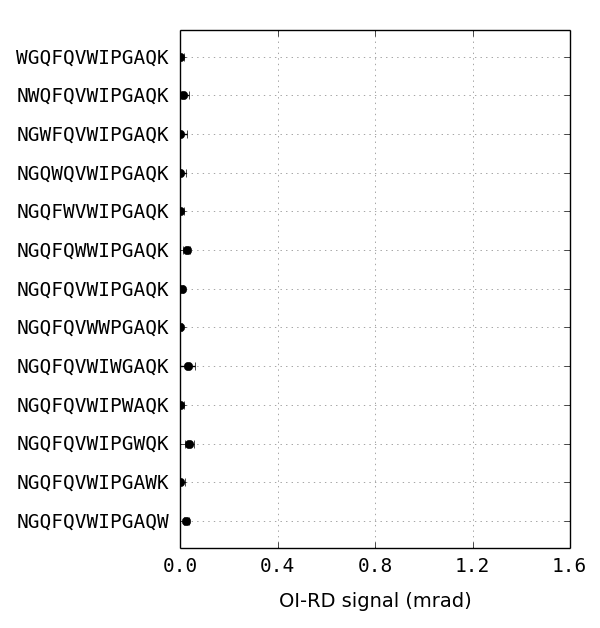 WGQFQVWIPGAQK
NWQFQVWIPGAQK
NGWFQVWIPGAQK
NGQWQVWIPGAQK
NGQFWVWIPGAQK
NGQFQWWIPGAQK
NGQFQVWIPGAQK
NGQFQVWWPGAQK
NGQFQVWIWGAQK
NGQFQVWIPWAQK
NGQFQVWIPGWQK
NGQFQVWIPGAWK
NGQFQVWIPGAQW
0.0 0.4 0.8 1.2 1.6
OI-RD signal (mrad)